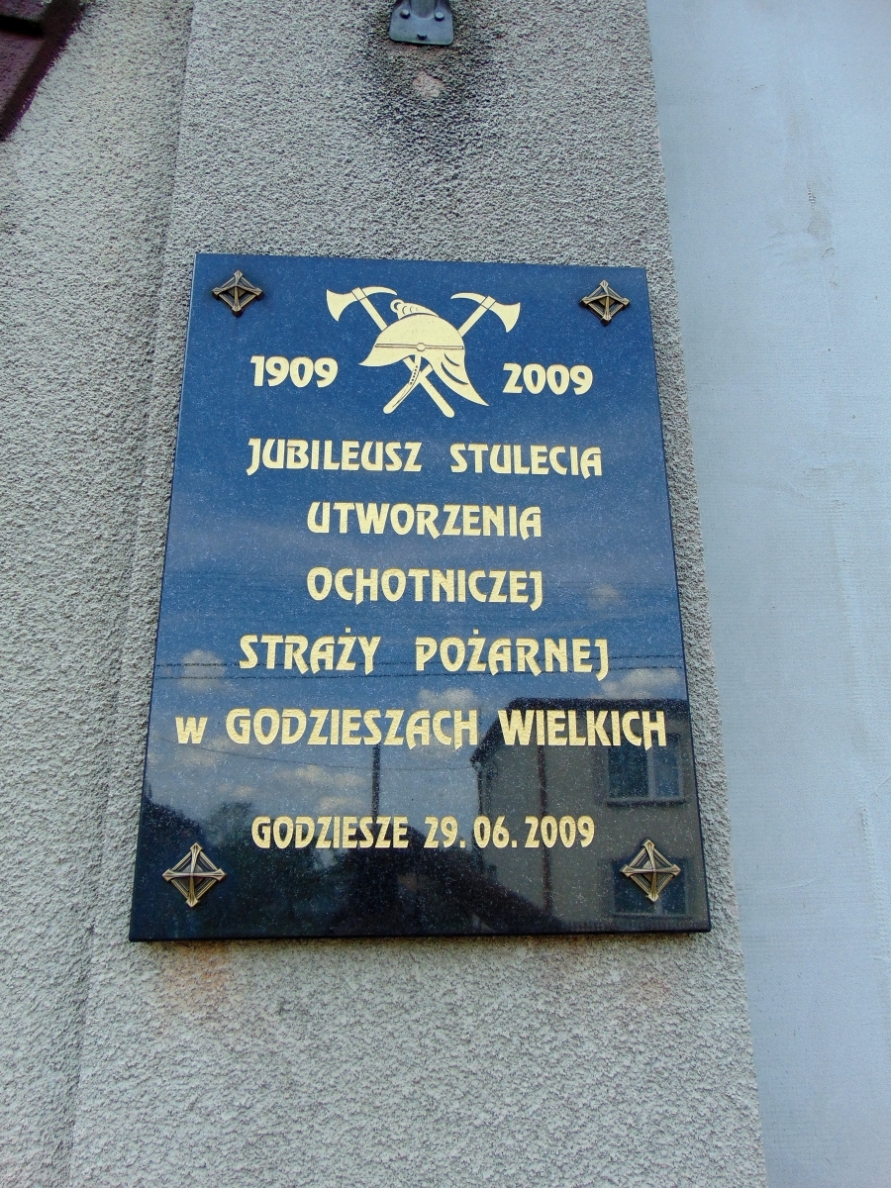 1909 2009
JUBILEUSZ STULECIA
UTWORZENIA
OCHOTNICZEJ
STRAŻY POŻARNEJ
w GODZIESZACH WIELKICH
GODZIESZE 29.06.2009